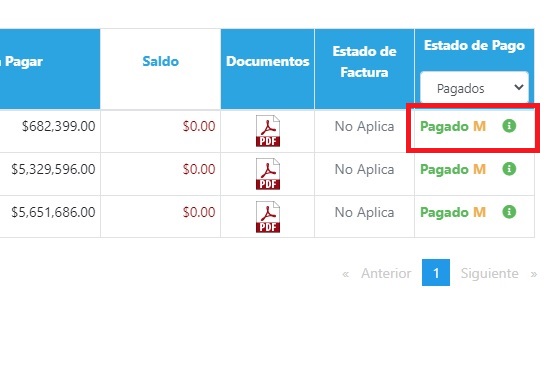 Pagar
Saldo
Documentos
Estado de
Factura
Estado de Pago
Pagados
$682,399.00
$0.00
PDF
No Aplica
Pagado M
$5,329,596.00
$0.00
PDF
No Aplica
Pagado M
$5,651,686.00
$0.00
PDF
No Aplica
Pagado M
« Anterior 1 Siguiente »